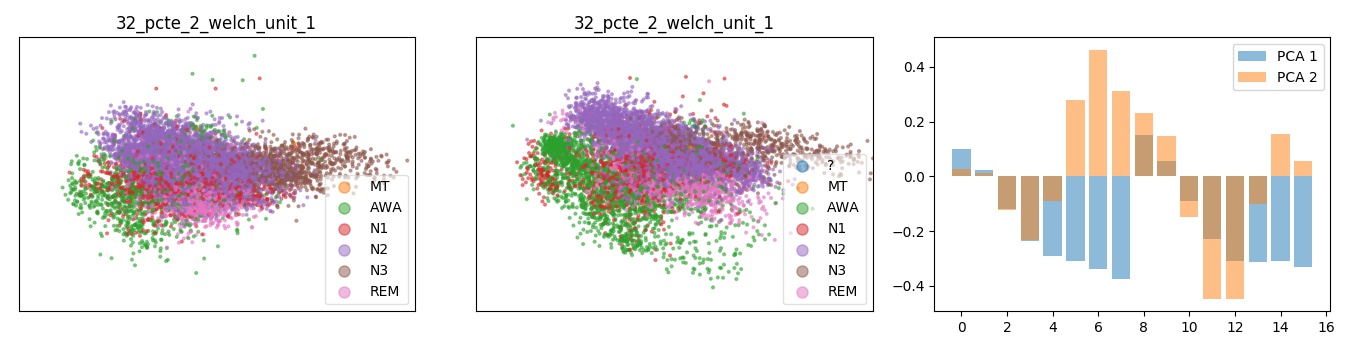 32_pcte_2_welch_unit_1
MT
AWA
N1
N2
N3
REM
32_pcte_2_welch_unit_1
?
MT
AWA
N1
N2
N3
REM
PCA 1
PCA 2
0.4
0.2
0.0
−0.2
−0.4
0 2 4 6 8 10 12 14 16